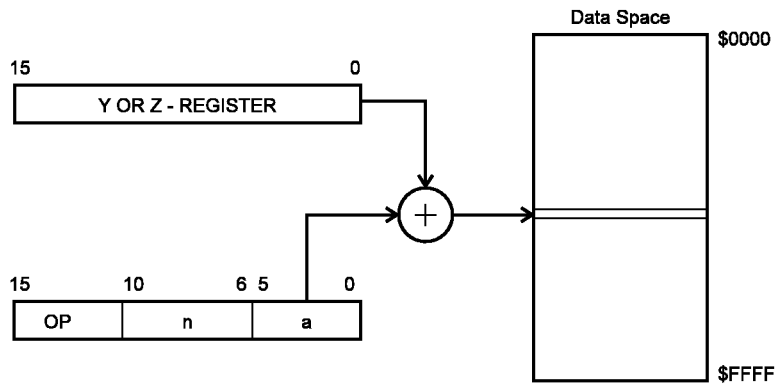 Data Space
$0000
15 0
Y OR Z - REGISTER
+
15 10 6 5 0
OP n a
$FFFF